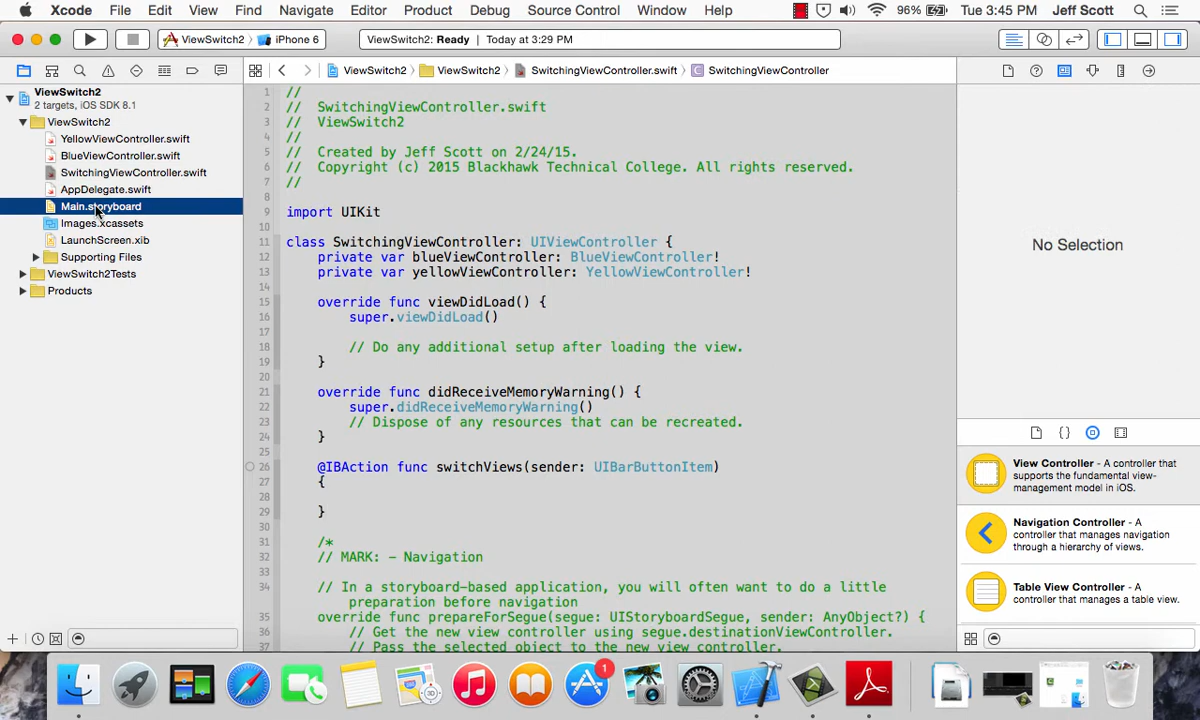 Xcode File Edit View Find Navigate Editor Product Debug Source Control Window Help 96% Tue 3:45 PM Jeff Scott
ViewSwitch2 iPhone 6 ViewSwitch2: Ready | Today at 3:29 PM
ViewSwitch2 ViewSwitch2 SwitchingViewController.swift C SwitchingViewController
ViewSwitch2
2 targets, iOS SDK 8.1
ViewSwitch2
YellowViewController.swift
BlueViewController.swift
SwitchingViewController.swift
AppDelegate.swift
Main.storyboard
Images.xcassets
LaunchScreen.xib
Supporting Files
ViewSwitch2Tests
Products
1 //
2 // SwitchingViewController.swift
3 // ViewSwitch2
4 //
5 // Created by Jeff Scott on 2/24/15.
6 // Copyright (c) 2015 Blackhawk Technical College. All rights reserved.
7 //
8
9 import UIKit
10
11 class SwitchingViewController: UIViewController {
12 private var blueViewController: BlueViewController!
13 private var yellowViewController: YellowViewController!
14
15 override func viewDidLoad() {
16 super.viewDidLoad()
17
18 // Do any additional setup after loading the view.
19 }
20
21 override func didReceiveMemoryWarning() {
22 super.didReceiveMemoryWarning()
23 // Dispose of any resources that can be recreated.
24 }
25
26 @IBAction func switchViews(sender: UIBarButtonItem)
27 {
28
29 }
30
31 /*
32 // MARK: - Navigation
33
34 // In a storyboard-based application, you will often want to do a little
preparation before navigation
35 override func prepareForSegue(segue: UIStoryboardSegue, sender: AnyObject?) {
36 // Get the new view controller using segue.destinationViewController.
37 // Pass the selected object to the new view controller.
No Selection
View Controller - A controller that
supports the fundamental view-
management model in iOS.
Navigation Controller - A
controller that manages navigation
through a hierarchy of views.
Table View Controller - A
controller that manages a table view.
1